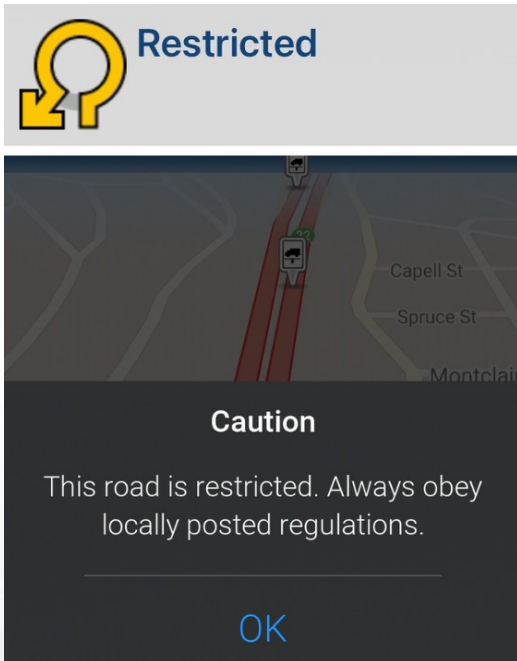 Restricted
Capell St
Spruce St
Montclai
Caution
This road is restricted. Always obey
locally posted regulations.
OK